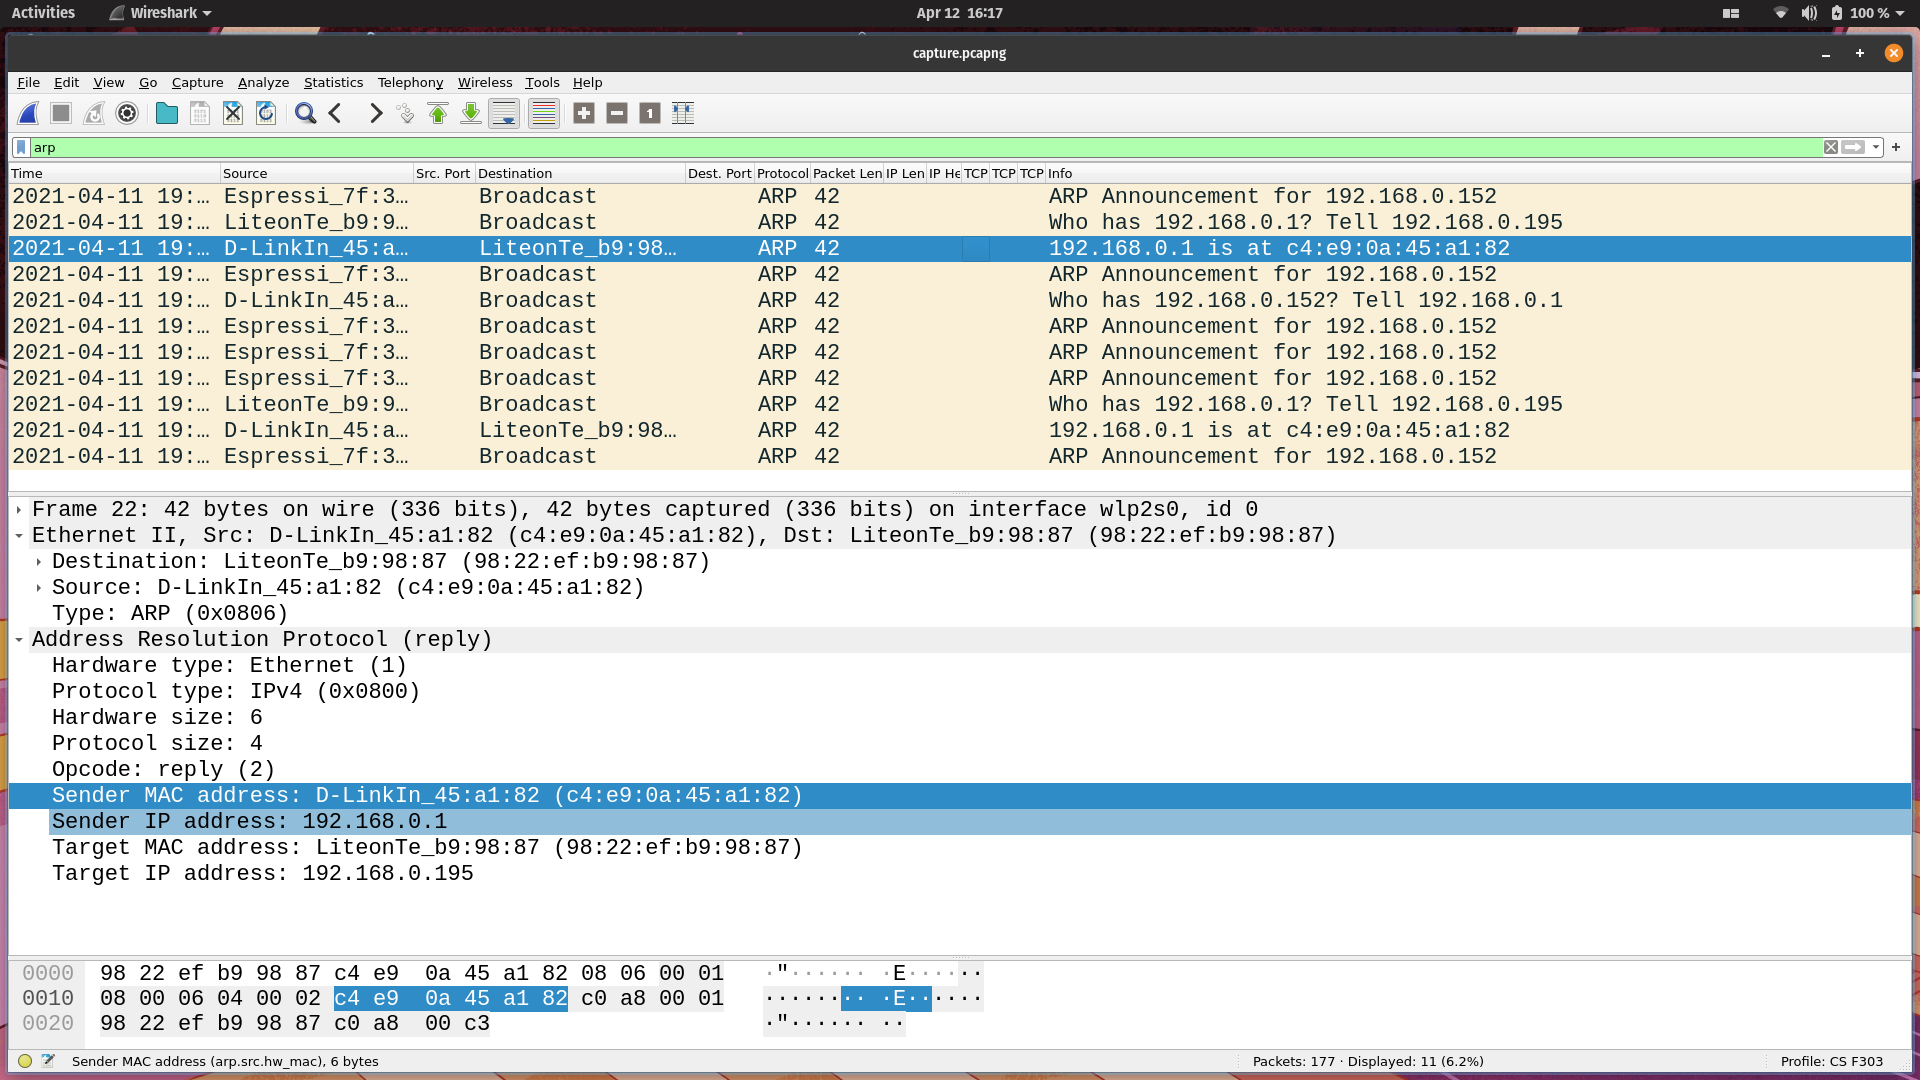 Activities Wireshark Apr 12 16:17 100 %
capture.pcapng
File Edit View Go Capture Analyze Statistics Telephony Wireless Tools Help
arp
Time Source Src. Port Destination Dest. Port Protocol Packet Len IP Len IP He TCP TCP TCP Info
2021-04-11 19:… Espressi_7f:3… Broadcast ARP 42 ARP Announcement for 192.168.0.152
2021-04-11 19:… LiteonTe_b9:9… Broadcast ARP 42 Who has 192.168.0.1? Tell 192.168.0.195
2021-04-11 19:… D-LinkIn_45:a… LiteonTe_b9:98… ARP 42 192.168.0.1 is at c4:e9:0a:45:a1:82
2021-04-11 19:… Espressi_7f:3… Broadcast ARP 42 ARP Announcement for 192.168.0.152
2021-04-11 19:… D-LinkIn_45:a… Broadcast ARP 42 Who has 192.168.0.152? Tell 192.168.0.1
2021-04-11 19:… Espressi_7f:3… Broadcast ARP 42 ARP Announcement for 192.168.0.152
2021-04-11 19:… Espressi_7f:3… Broadcast ARP 42 ARP Announcement for 192.168.0.152
2021-04-11 19:… Espressi_7f:3… Broadcast ARP 42 ARP Announcement for 192.168.0.152
2021-04-11 19:… LiteonTe_b9:9… Broadcast ARP 42 Who has 192.168.0.1? Tell 192.168.0.195
2021-04-11 19:… D-LinkIn_45:a… LiteonTe_b9:98… ARP 42 192.168.0.1 is at c4:e9:0a:45:a1:82
2021-04-11 19:… Espressi_7f:3… Broadcast ARP 42 ARP Announcement for 192.168.0.152
Frame 22: 42 bytes on wire (336 bits), 42 bytes captured (336 bits) on interface wlp2s0, id 0
Ethernet II, Src: D-LinkIn_45:a1:82 (c4:e9:0a:45:a1:82), Dst: LiteonTe_b9:98:87 (98:22:ef:b9:98:87)
Destination: LiteonTe_b9:98:87 (98:22:ef:b9:98:87)
Source: D-LinkIn_45:a1:82 (c4:e9:0a:45:a1:82)
Type: ARP (0x0806)
Address Resolution Protocol (reply)
Hardware type: Ethernet (1)
Protocol type: IPv4 (0x0800)
Hardware size: 6
Protocol size: 4
Opcode: reply (2)
Sender MAC address: D-LinkIn_45:a1:82 (c4:e9:0a:45:a1:82)
Sender IP address: 192.168.0.1
Target MAC address: LiteonTe_b9:98:87 (98:22:ef:b9:98:87)
Target IP address: 192.168.0.195
0000 98 22 ef b9 98 87 c4 e9 0a 45 a1 82 08 06 00 01 ·"······ ·E······
0010 08 00 06 04 00 02 c4 e9 0a 45 a1 82 c0 a8 00 01 ········ ·E······
0020 98 22 ef b9 98 87 c0 a8 00 c3 ·"······ ··
Sender MAC address (arp.src.hw_mac), 6 bytes Packets: 177 · Displayed: 11 (6.2%) Profile: CS F303